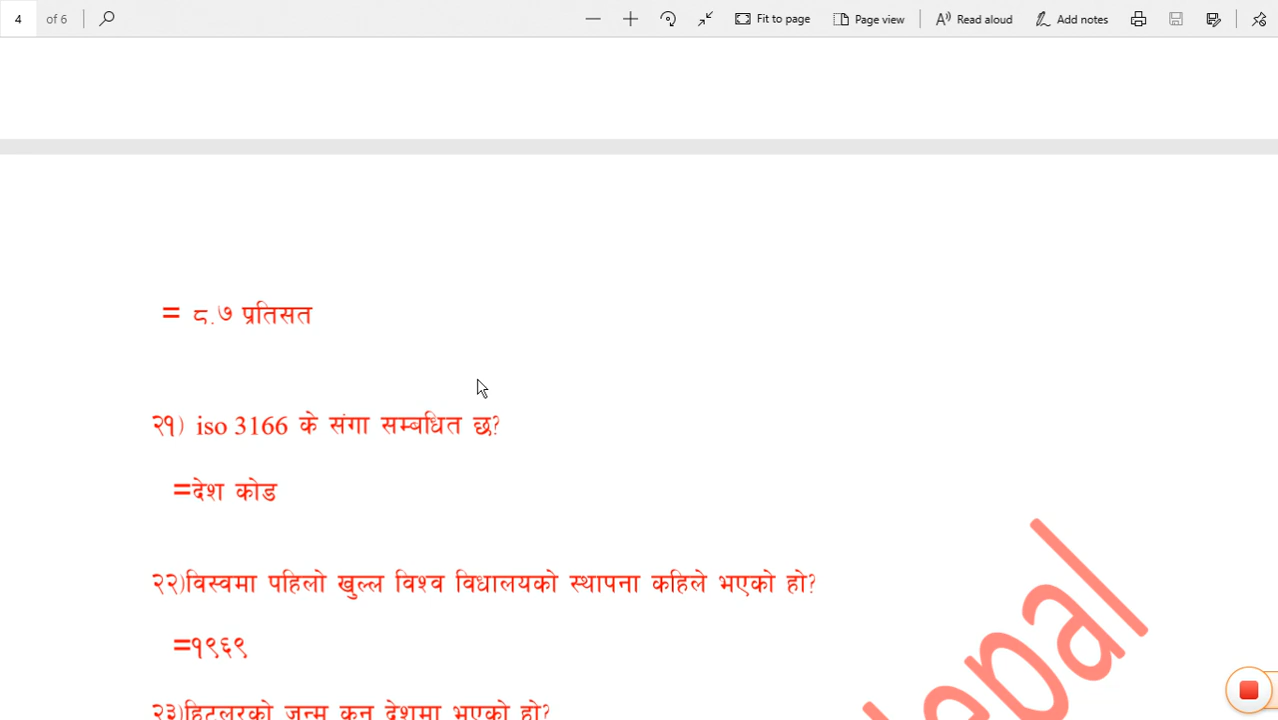 4 of 6 Fit to page Page view Read aloud Add notes
= ८.७ प्रतिसत
२१) iso 3166 के संगा सम्बधित छ?
=देश कोड
२२)विस्वमा पहिलो खुल्ल विश्व विधालयको स्थापना कहिले भएको हो?
=१९६९
२३)हिटलरको जन्म कुन देशमा भएको हो?
epal